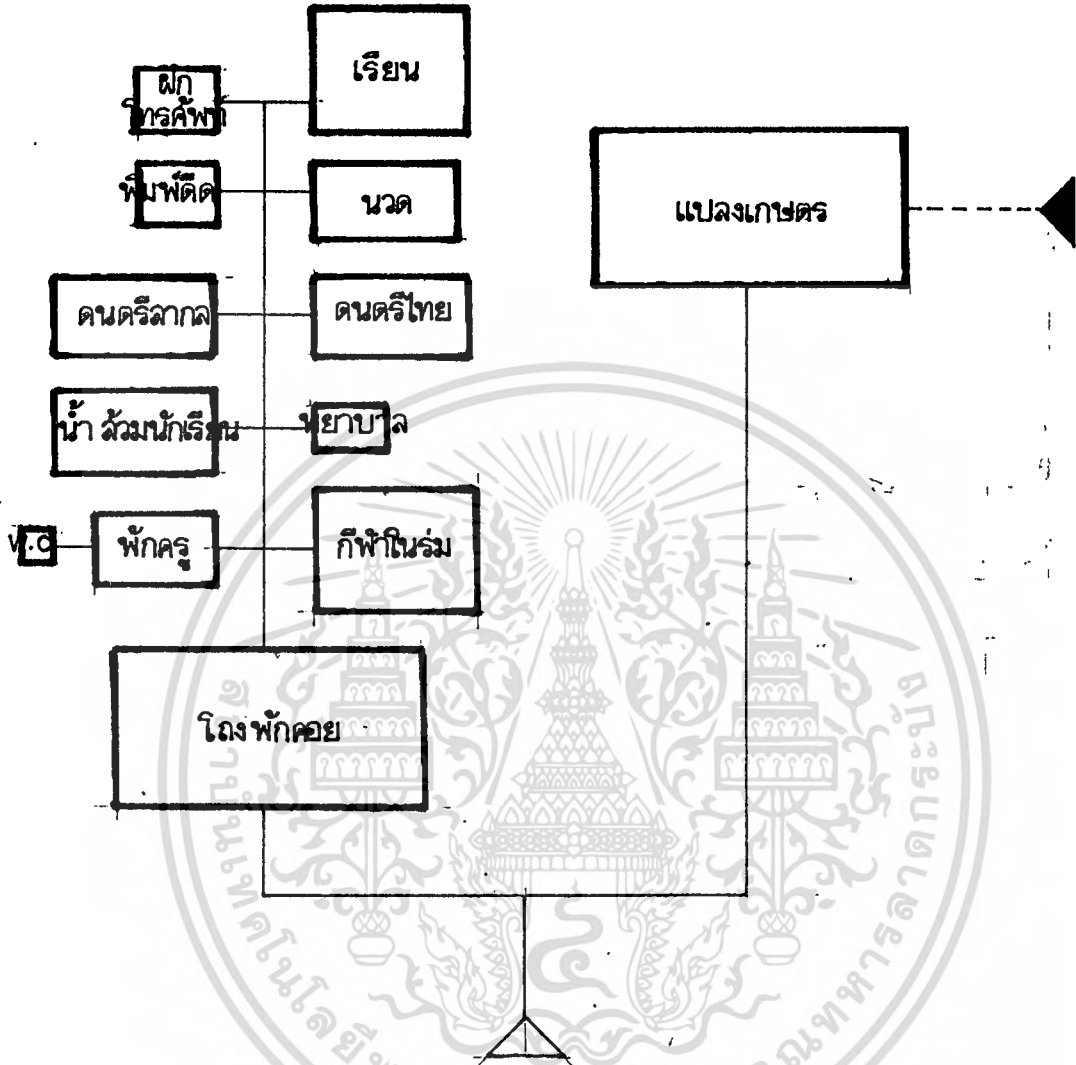 เรียน
ฝึก
โทรศัพท์
พิมพ์ดีด
นวด
แปลงเกษตร
ดนตรีสากล
ดนตรีไทย
น้ำ ส้วมนักเรียน
พยาบาล
พักครู
กีฬาในร่ม
โถงพักคอย